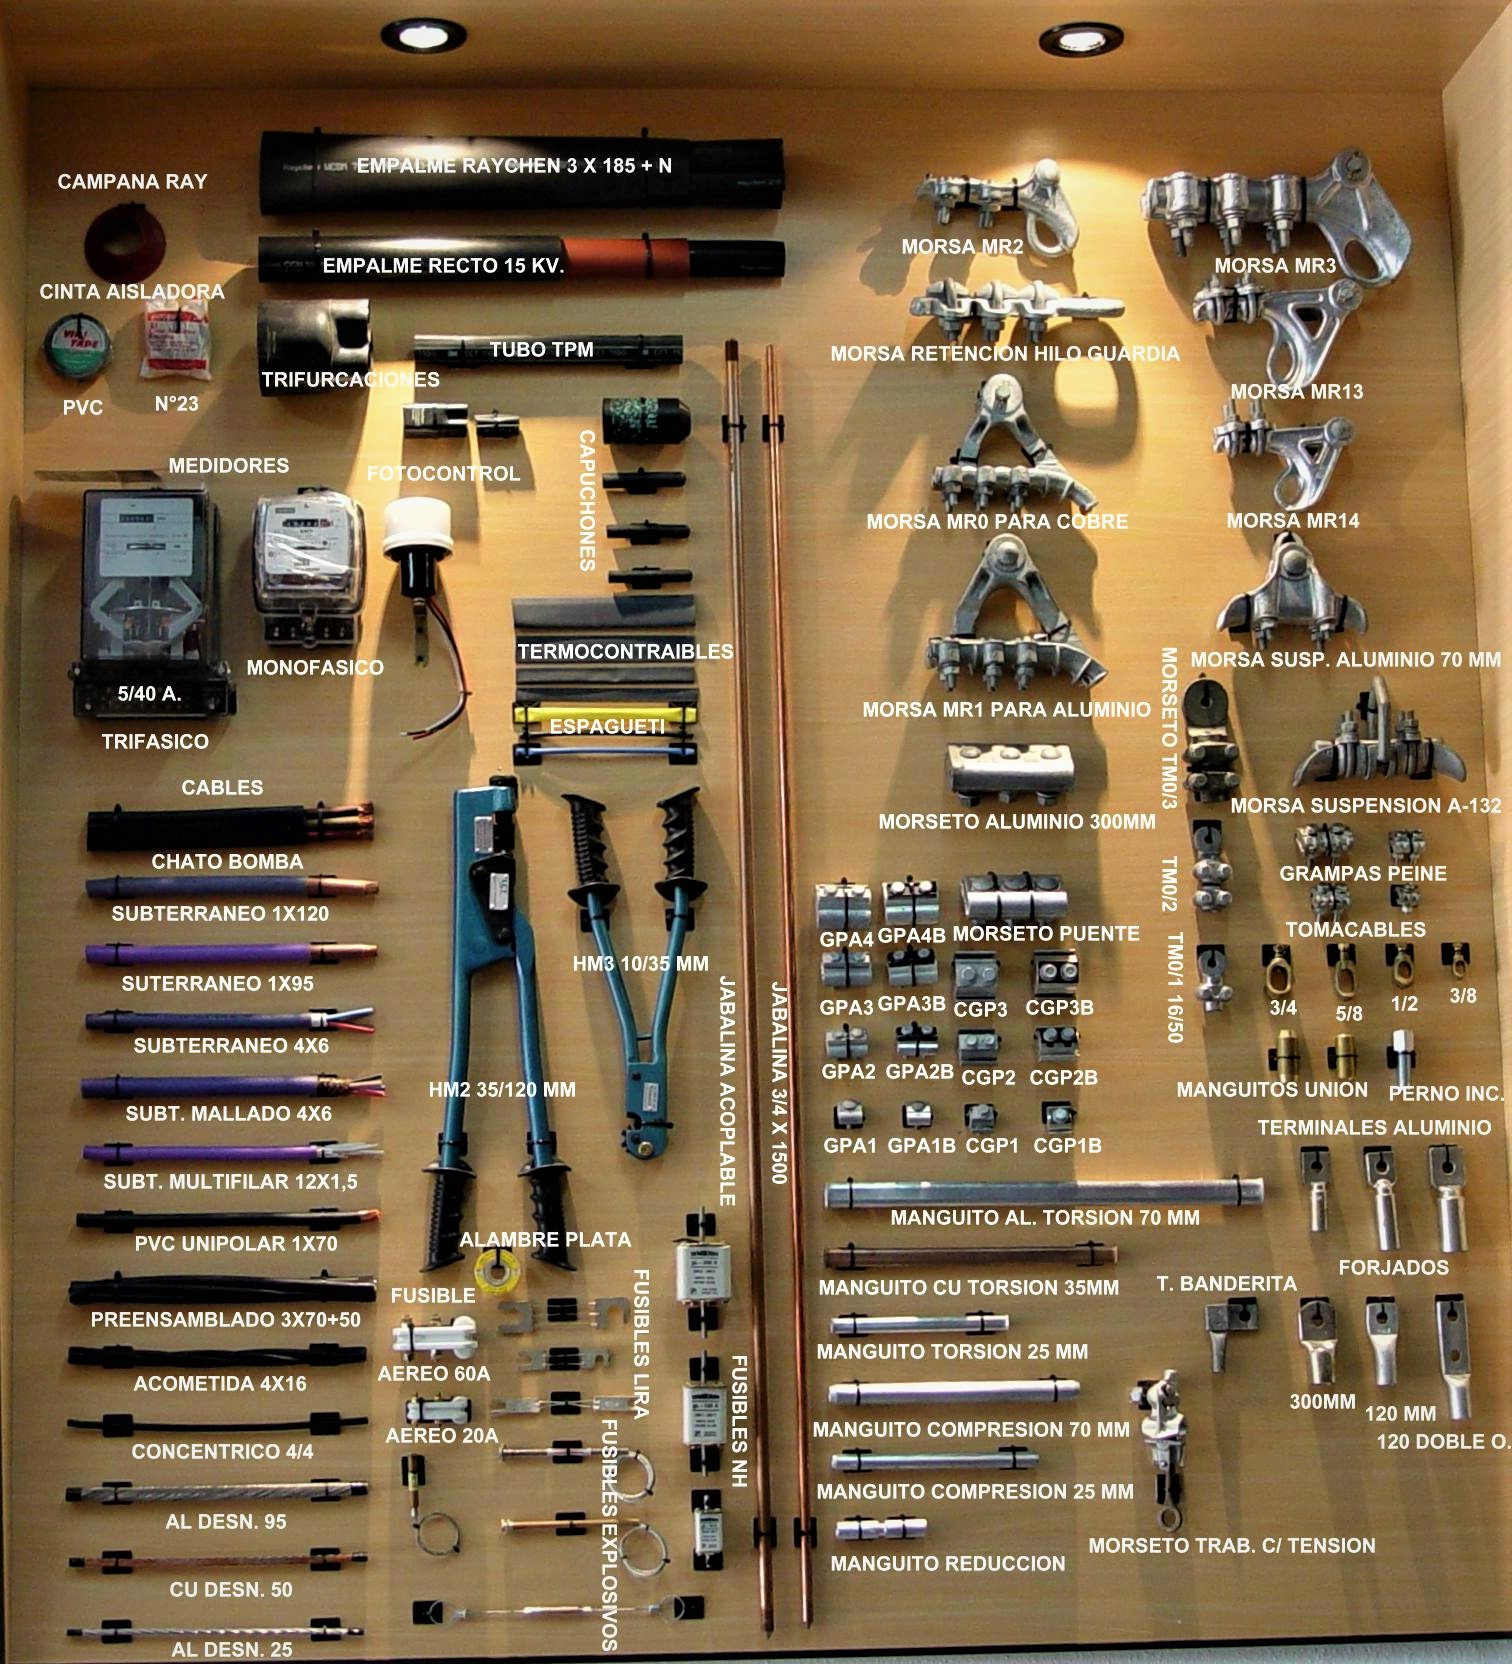 EMPALME RAYCHEN 3 X 185 + N
CAMPANA RAY
EMPALME RECTO 15 KV.
CINTA AISLADORA
PVC
N°23
TRIFURCACIONES
TUBO TPM
MEDIDORES
FOTOCONTROL
CAPUCHONES
5/40 A.
TRIFASICO
MONOFASICO
TERMOCONTRAIBLES
ESPAGUETI
CABLES
CHATO BOMBA
SUBTERRANEO 1X120
SUTERRANEO 1X95
SUBTERRANEO 4X6
SUBT. MALLADO 4X6
SUBT. MULTIFILAR 12X1,5
PVC UNIPOLAR 1X70
PREENSAMBLADO 3X70+50
ACOMETIDA 4X16
CONCENTRICO 4/4
AL DESN. 95
CU DESN. 50
AL DESN. 25
HM2 35/120 MM
HM3 10/35 MM
ALAMBRE PLATA
FUSIBLE
AEREO 60A
AEREO 20A
FUSIBLES LIRA
FUSIBLES EXPLOSIVOS
FUSIBLES NH
JABALINA ACOPLABLE
JABALINA 3/4 X 1500
MORSA MR2
MORSA MR3
MORSA RETENCION HILO GUARDIA
MORSA MR13
MORSA MR0 PARA COBRE
MORSA MR14
MORSA MR1 PARA ALUMINIO
MORSA SUSP. ALUMINIO 70 MM
MORSETO TM0/3
MORSETO ALUMINIO 300MM
MORSA SUSPENSION A-132
TM0/2
GRAMPAS PEINE
TOMACABLES
TM0/1 16/50
3/4
5/8
1/2
3/8
GPA4
GPA4B
MORSETO PUENTE
GPA3
GPA3B
CGP3
CGP3B
GPA2
GPA2B
CGP2
CGP2B
GPA1
GPA1B
CGP1
CGP1B
MANGUITOS UNION
PERNO INC.
TERMINALES ALUMINIO
FORJADOS
T. BANDERITA
300MM
120 MM
120 DOBLE O.
MANGUITO AL. TORSION 70 MM
MANGUITO CU TORSION 35MM
MANGUITO TORSION 25 MM
MANGUITO COMPRESION 70 MM
MANGUITO COMPRESION 25 MM
MANGUITO REDUCCION
MORSETO TRAB. C/ TENSION